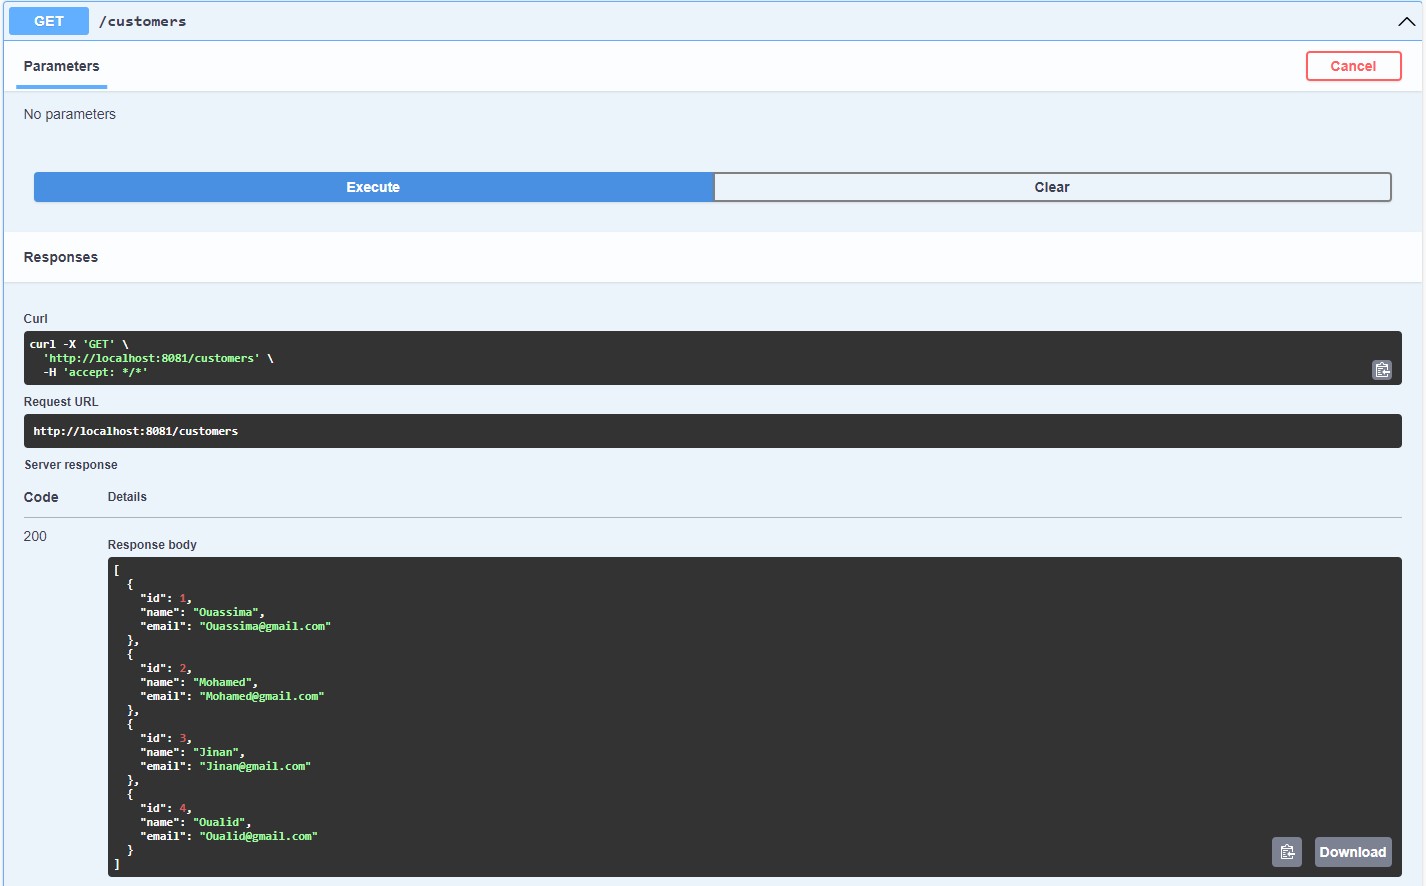 GET /customers
Parameters Cancel
No parameters
Execute Clear
Responses
Curl
curl -X 'GET' \
  'http://localhost:8081/customers' \
  -H 'accept: */*'
Request URL
http://localhost:8081/customers
Server response
Code Details
200
Response body
[
  {
    "id": 1,
    "name": "Ouassima",
    "email": "Ouassima@gmail.com"
  },
  {
    "id": 2,
    "name": "Mohamed",
    "email": "Mohamed@gmail.com"
  },
  {
    "id": 3,
    "name": "Jinan",
    "email": "Jinan@gmail.com"
  },
  {
    "id": 4,
    "name": "Oualid",
    "email": "Oualid@gmail.com"
  }
]
Download